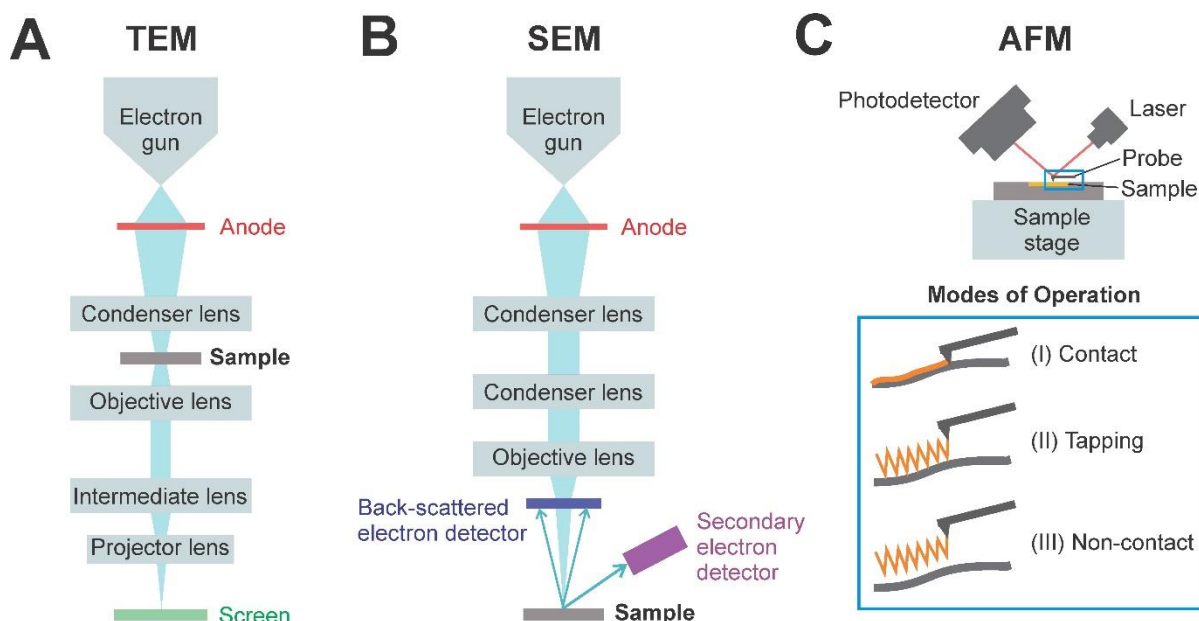 A
TEM
Electron
gun
Anode
Condenser lens
Sample
Objective lens
Intermediate lens
Projector lens
Screen
B
SEM
Electron
gun
Anode
Condenser lens
Condenser lens
Objective lens
Back-scattered
electron detector
Secondary
electron
detector
Sample
C
AFM
Photodetector
Laser
Probe
Sample
Sample
stage
Modes of Operation
(I) Contact
(II) Tapping
(III) Non-contact